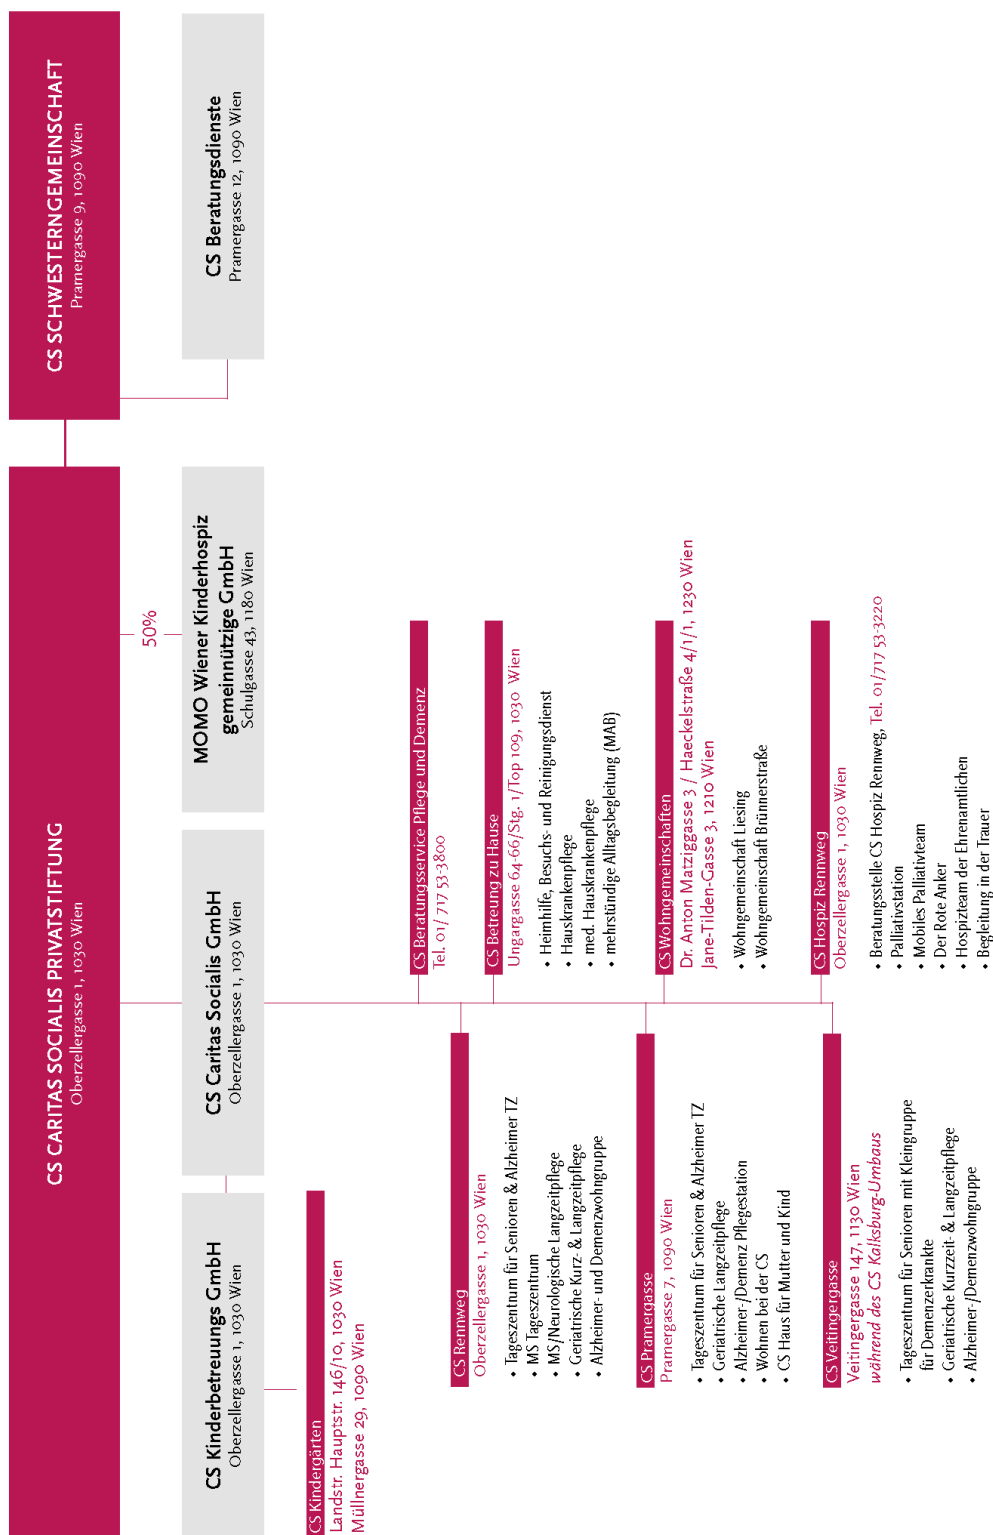 CS CARITAS SOCIALIS PRIVATSTIFTUNG
Oberzellergasse 1, 1030 Wien
CS SCHWESTERNGEMEINSCHAFT
Pramergasse 9, 1090 Wien
CS Kinderbetreuungs GmbH
Oberzellergasse 1, 1030 Wien
CS Caritas Socialis GmbH
Oberzellergasse 1, 1030 Wien
50%
MOMO Wiener Kinderhospiz
gemeinnützige GmbH
Schulgasse 43, 1180 Wien
CS Beratungsdienste
Pramergasse 12, 1090 Wien
CS Kindergärten
Landstr. Hauptstr. 146/10, 1030 Wien
Müllnergasse 29, 1090 Wien
CS Rennweg
Oberzellergasse 1, 1030 Wien
• Tageszentrum für Senioren & Alzheimer TZ
• MS Tageszentrum
• MS/Neurologische Langzeitpflege
• Geriatrische Kurz- & Langzeitpflege
• Alzheimer- und Demenzwohngruppe
CS Pramergasse
Pramergasse 7, 1090 Wien
• Tageszentrum für Senioren & Alzheimer TZ
• Geriatische Langzeitpflege
• Alzheimer-/Demenz Pflegestation
• Wohnen bei der CS
• CS Haus für Mutter und Kind
CS Veitingergasse
Veitingergasse 147, 1130 Wien
während des CS Kalksburg-Umbaus
• Tageszentrum für Senioren mit Kleingruppe
für Demenzerkrankte
• Geriatrische Kurzzeit- & Langzeitpflege
• Alzheimer-/Demenzwohngruppe
CS Beratungsservice Pflege und Demenz
Tel. 01/ 717 53-3800
CS Betreung zu Hause
Ungargasse 64-66/Stg. 1/Top 109, 1030 Wien
• Heimhilfe, Besuchs- und Reinigungsdienst
• Hauskrankenpflege
• med. Hauskrankenpflege
• mehrstündige Alltagsbegleitung (MAB)
CS Wohngemeinschaften
Dr. Anton Matziggasse 3 / Haeckelstraße 4/1/1, 1230 Wien
Jane-Tilden-Gasse 3, 1210 Wien
• Wohngemeinschaft Liesing
• Wohngemeinschaft Brünnerstraße
CS Hospiz Rennweg
Oberzellergasse 1, 1030 Wien
• Beratungsstelle CS Hospiz Rennweg, Tel. 01/717 53-3220
• Palliativstation
• Mobiles Palliativteam
• Der Rote Anker
• Hospizteam der Ehrenamtlichen
• Begleitung in der Trauer